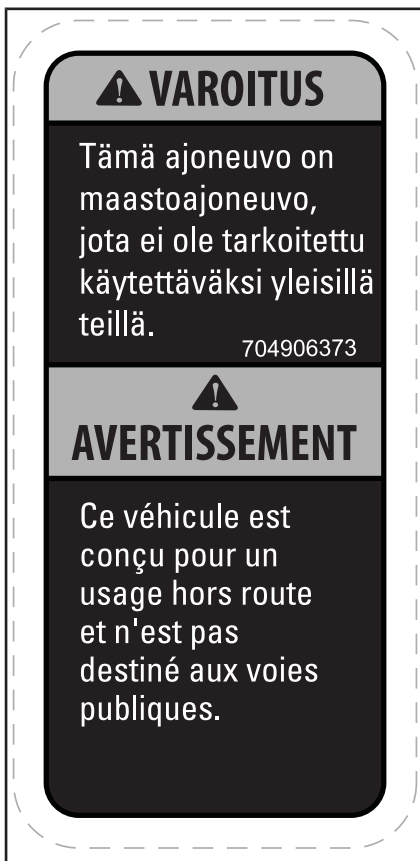 VAROITUS
Tämä ajoneuvo on
maastoajoneuvo,
jota ei ole tarkoitettu
käytettäväksi yleisillä
teillä.
704906373
AVERTISSEMENT
Ce véhicule est
conçu pour un
usage hors route
et n'est pas
destiné aux voies
publiques.